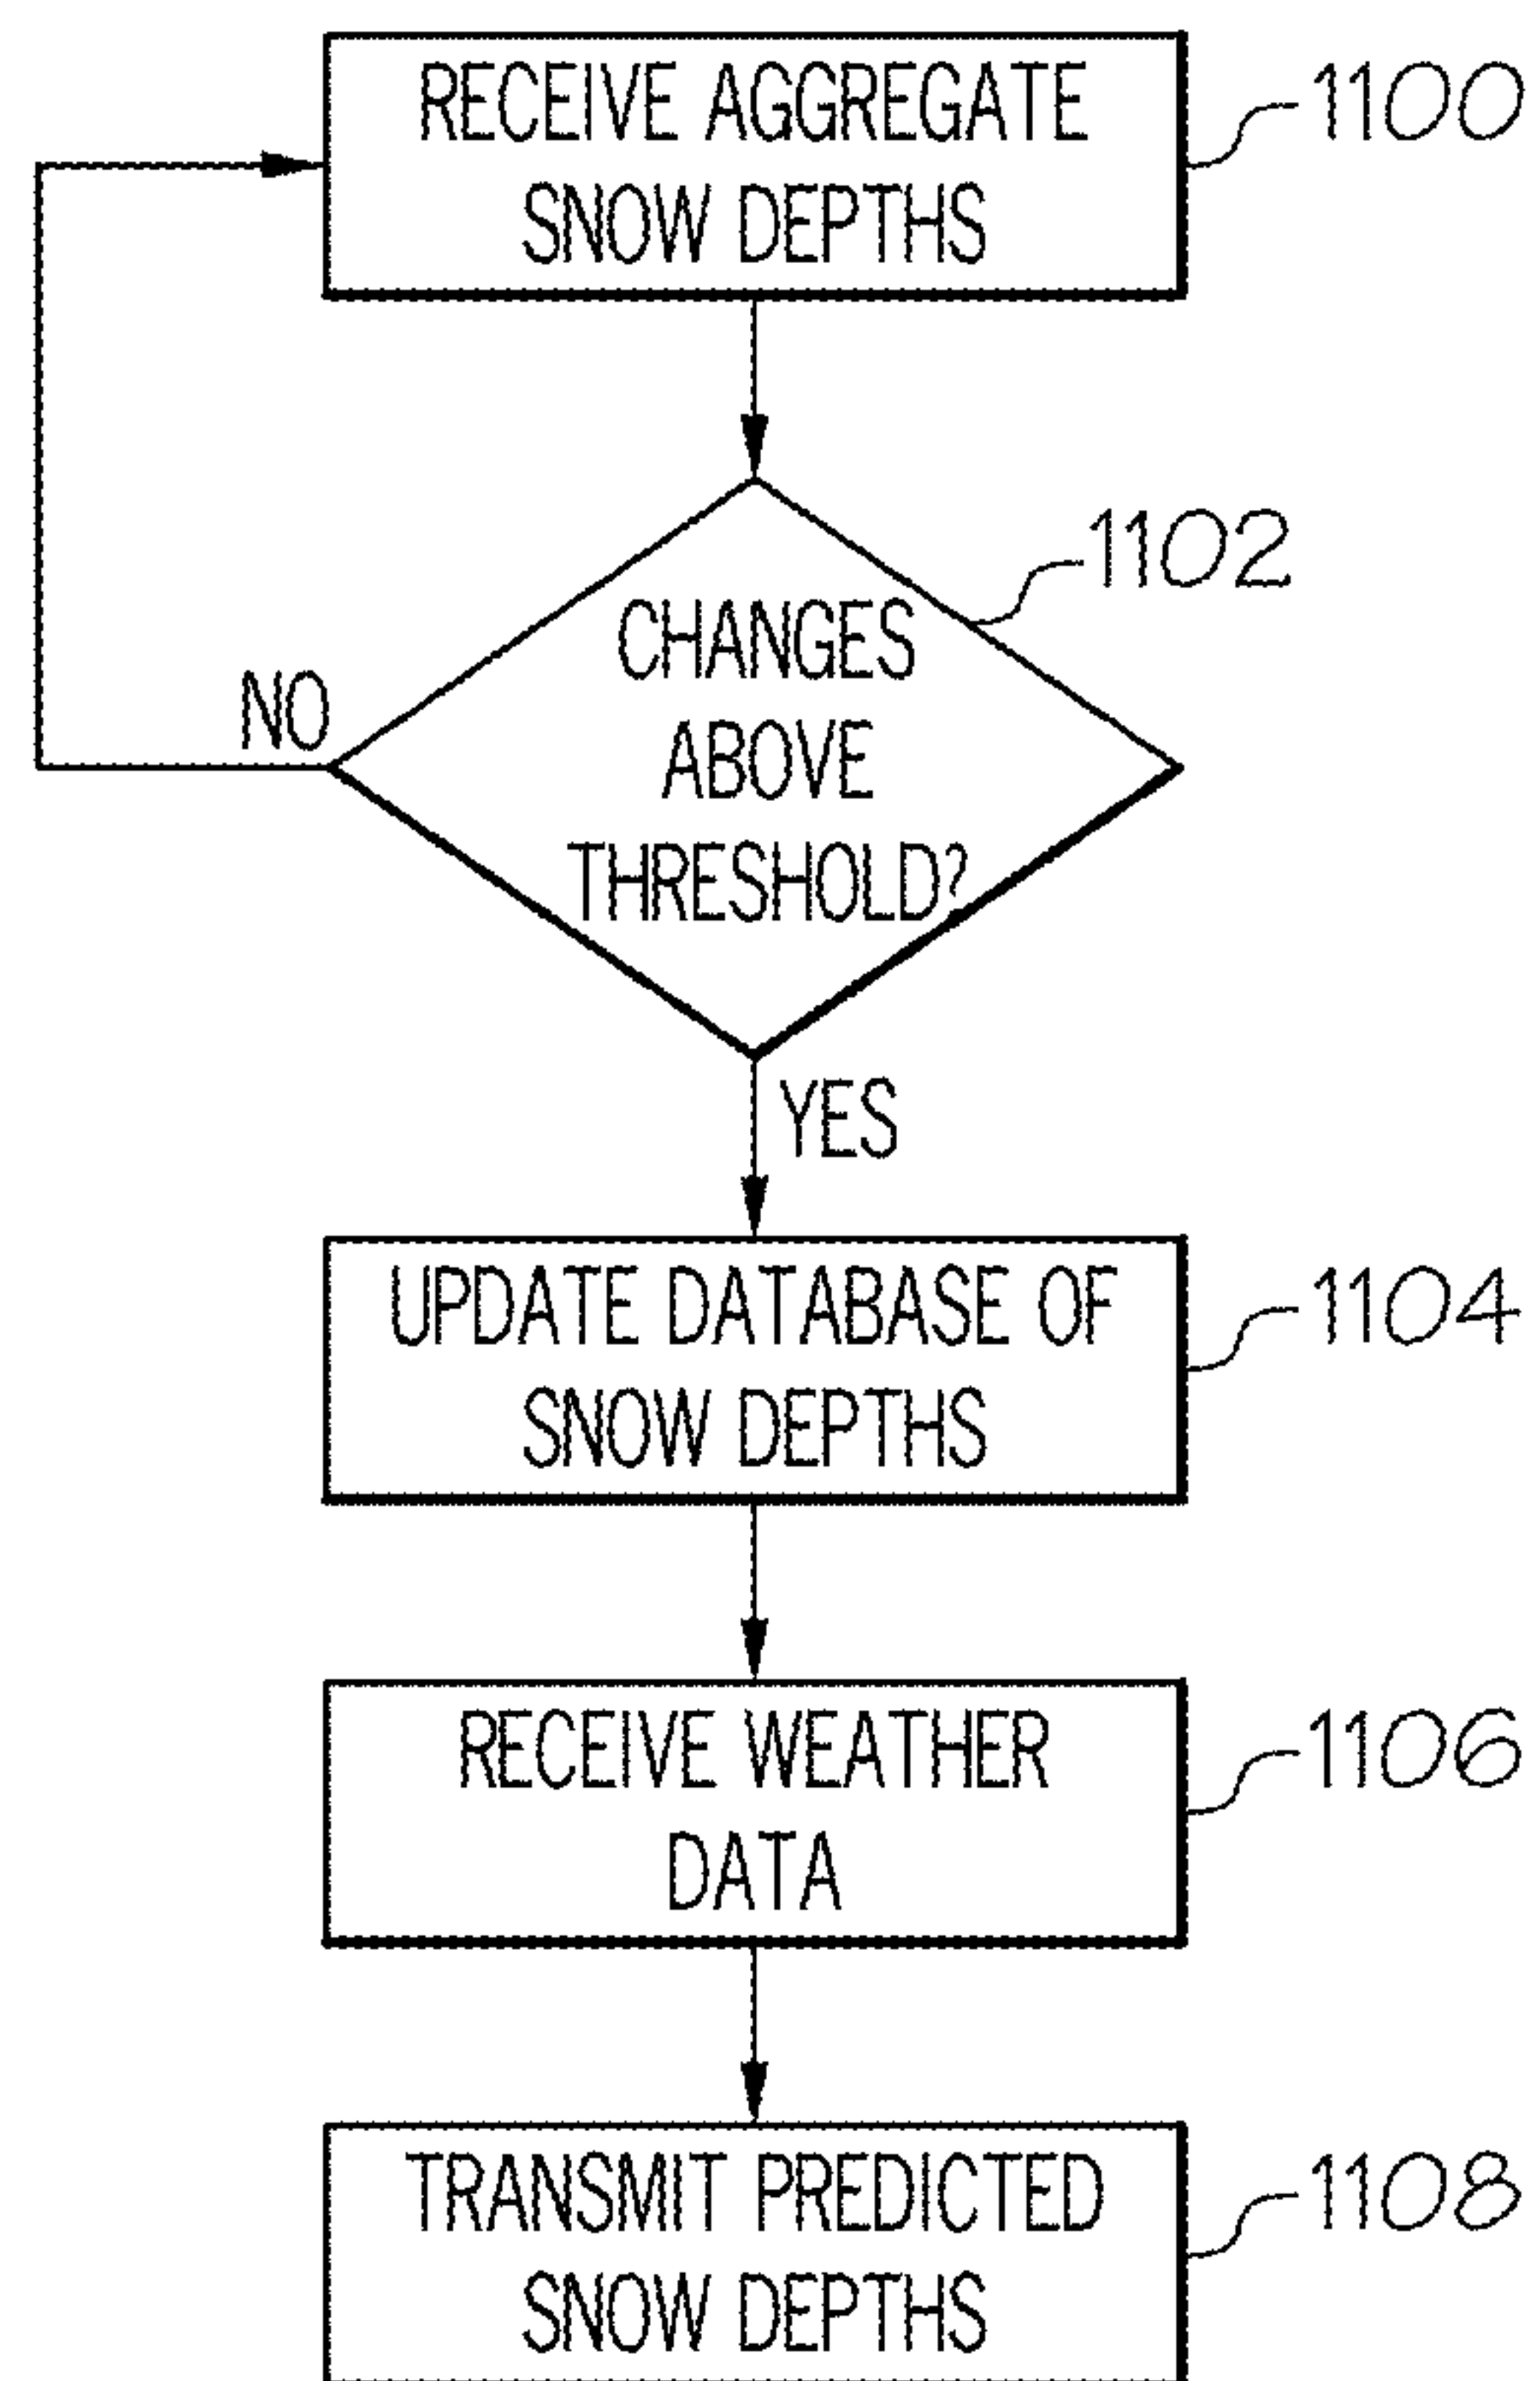 RECEIVE AGGREGATE
SNOW DEPTHS
1100
CHANGES
ABOVE
THRESHOLD?
1102
NO
YES
UPDATE DATABASE OF
SNOW DEPTHS
1104
RECEIVE WEATHER
DATA
1106
TRANSMIT PREDICTED
SNOW DEPTHS
1108